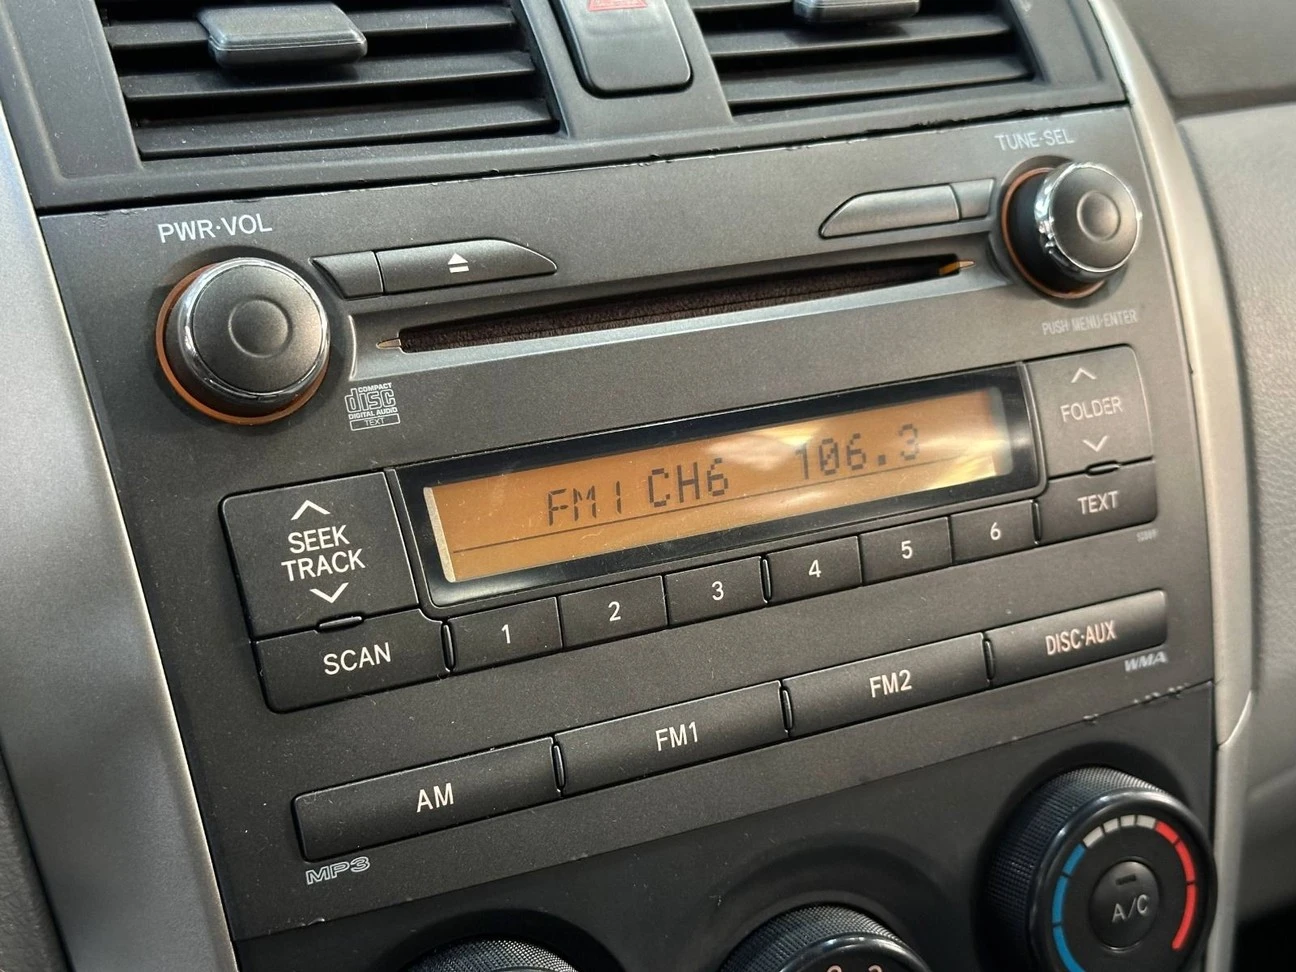 TUNE·SEL
PWR·VOL
PUSH MENU·ENTER
COMPACT
disc
DIGITAL AUDIO
TEXT
FOLDER
FM1 CH6 106.3
SEEK
TRACK
TEXT
1 2 3 4 5 6
SCAN
DISC·AUX
WMA
FM2
FM1
AM
MP3
A/C